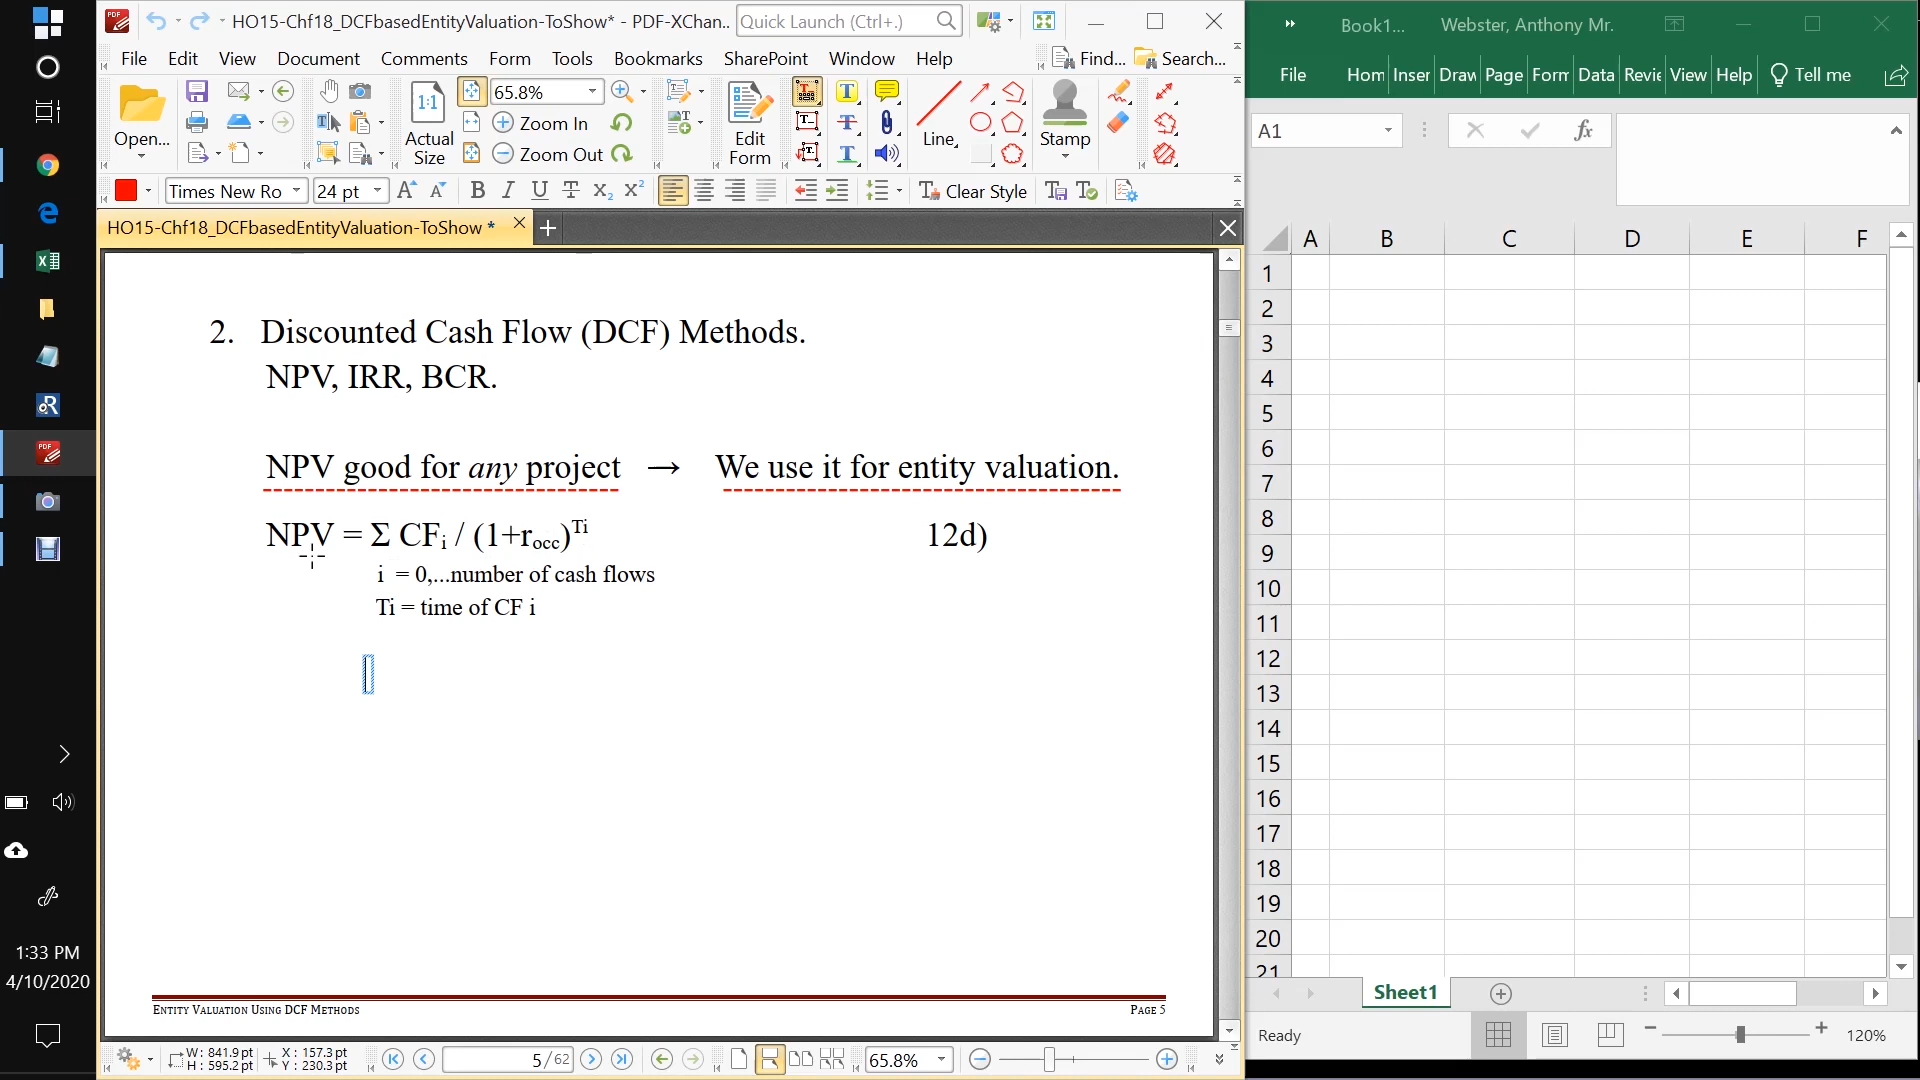 HO15-Chf18_DCFbasedEntityValuation-ToShow* - PDF-XChan..
Quick Launch (Ctrl+.)
File Edit View Document Comments Form Tools Bookmarks SharePoint Window Help
Find...
Search...
Open...
1:1
Actual Size
65.8%
Zoom In
Zoom Out
Edit Form
Line
Stamp
Times New Ro
24 pt
Clear Style
HO15-Chf18_DCFbasedEntityValuation-ToShow *
2. Discounted Cash Flow (DCF) Methods.
NPV, IRR, BCR.
NPV good for any project → We use it for entity valuation.
NPV = Σ CFi / (1+rocc)^Ti 12d)
i = 0,...number of cash flows
Ti = time of CF i
ENTITY VALUATION USING DCF METHODS PAGE 5
W: 841.9 pt
H: 595.2 pt
X: 157.3 pt
Y: 230.3 pt
5 / 62
65.8%
1:33 PM
4/10/2020
Book1... Webster, Anthony Mr.
File Hom Inser Draw Page Form Data Revie View Help Tell me
A1
fx
A B C D E F
1
2
3
4
5
6
7
8
9
10
11
12
13
14
15
16
17
18
19
20
21
Sheet1
Ready
120%